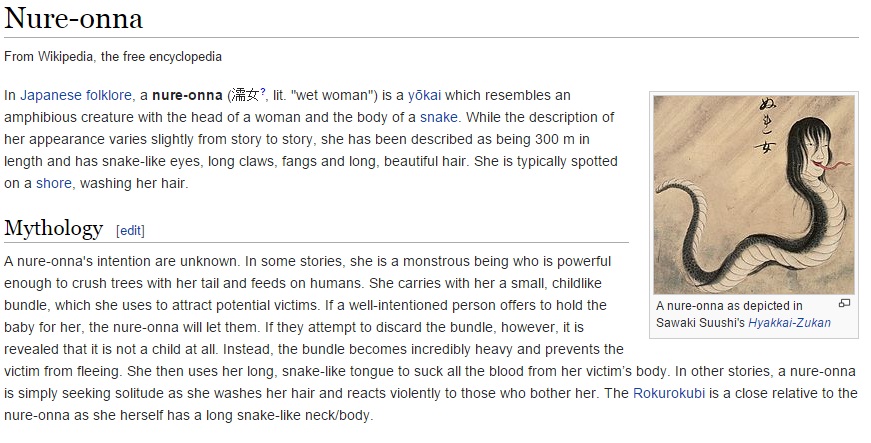 Nure-onna
From Wikipedia, the free encyclopedia
In Japanese folklore, a nure-onna (濡女?, lit. "wet woman") is a yōkai which resembles an
amphibious creature with the head of a woman and the body of a snake. While the description of
her appearance varies slightly from story to story, she has been described as being 300 m in
length and has snake-like eyes, long claws, fangs and long, beautiful hair. She is typically spotted
on a shore, washing her hair.
ぬれ女
A nure-onna as depicted in
Sawaki Suushi's Hyakkai-Zukan
Mythology [edit]
A nure-onna's intention are unknown. In some stories, she is a monstrous being who is powerful
enough to crush trees with her tail and feeds on humans. She carries with her a small, childlike
bundle, which she uses to attract potential victims. If a well-intentioned person offers to hold the
baby for her, the nure-onna will let them. If they attempt to discard the bundle, however, it is
revealed that it is not a child at all. Instead, the bundle becomes incredibly heavy and prevents the
victim from fleeing. She then uses her long, snake-like tongue to suck all the blood from her victim's body. In other stories, a nure-onna
is simply seeking solitude as she washes her hair and reacts violently to those who bother her. The Rokurokubi is a close relative to the
nure-onna as she herself has a long snake-like neck/body.